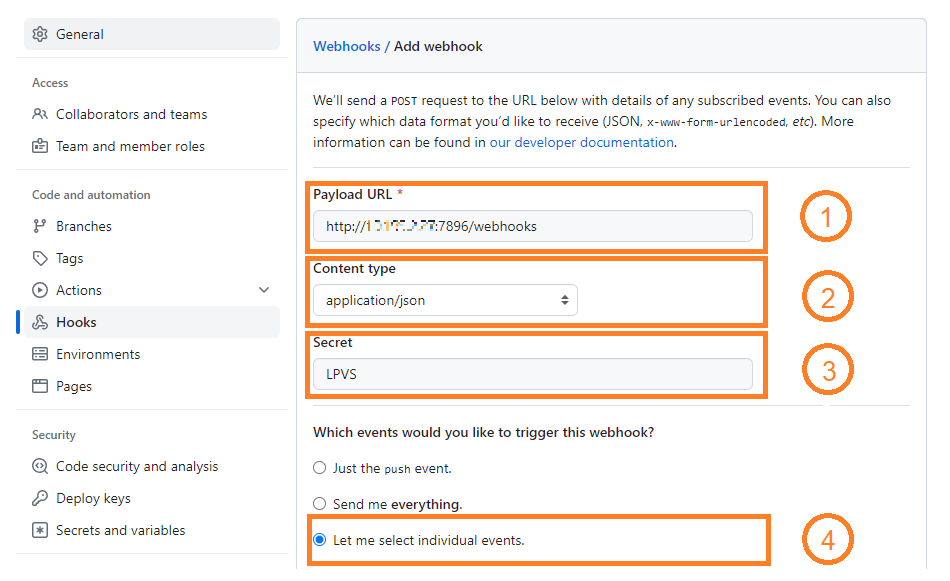 General
Access
Collaborators and teams
Team and member roles
Code and automation
Branches
Tags
Actions
Hooks
Environments
Pages
Security
Code security and analysis
Deploy keys
Secrets and variables
Webhooks / Add webhook
We'll send a POST request to the URL below with details of any subscribed events. You can also
specify which data format you'd like to receive (JSON, x-www-form-urlencoded, etc). More
information can be found in our developer documentation.
Payload URL *
http:// :7896/webhooks
1
Content type
application/json
2
Secret
LPVS
3
Which events would you like to trigger this webhook?
Just the push event.
Send me everything.
Let me select individual events.
4